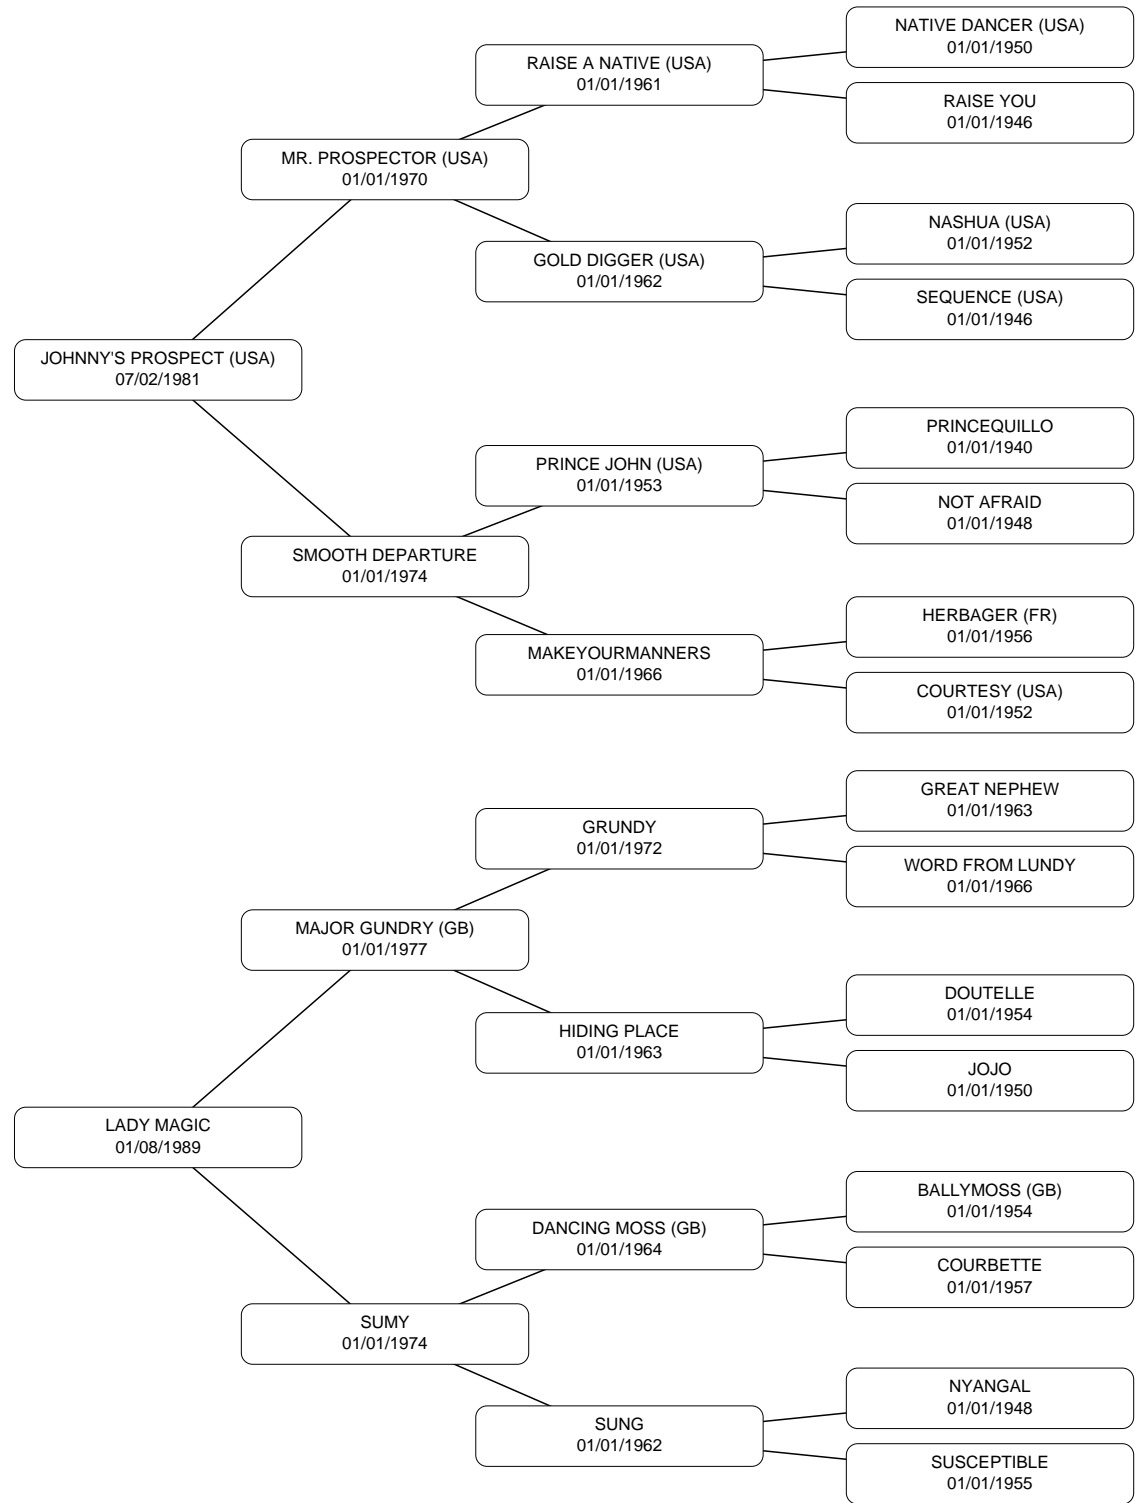 NATIVE DANCER (USA)
01/01/1950
RAISE A NATIVE (USA)
01/01/1961
RAISE YOU
01/01/1946
MR. PROSPECTOR (USA)
01/01/1970
NASHUA (USA)
01/01/1952
GOLD DIGGER (USA)
01/01/1962
SEQUENCE (USA)
01/01/1946
JOHNNY'S PROSPECT (USA)
07/02/1981
PRINCEQUILLO
01/01/1940
PRINCE JOHN (USA)
01/01/1953
NOT AFRAID
01/01/1948
SMOOTH DEPARTURE
01/01/1974
HERBAGER (FR)
01/01/1956
MAKEYOURMANNERS
01/01/1966
COURTESY (USA)
01/01/1952
GREAT NEPHEW
01/01/1963
GRUNDY
01/01/1972
WORD FROM LUNDY
01/01/1966
MAJOR GUNDRY (GB)
01/01/1977
DOUTELLE
01/01/1954
HIDING PLACE
01/01/1963
JOJO
01/01/1950
LADY MAGIC
01/08/1989
BALLYMOSS (GB)
01/01/1954
DANCING MOSS (GB)
01/01/1964
COURBETTE
01/01/1957
SUMY
01/01/1974
NYANGAL
01/01/1948
SUNG
01/01/1962
SUSCEPTIBLE
01/01/1955